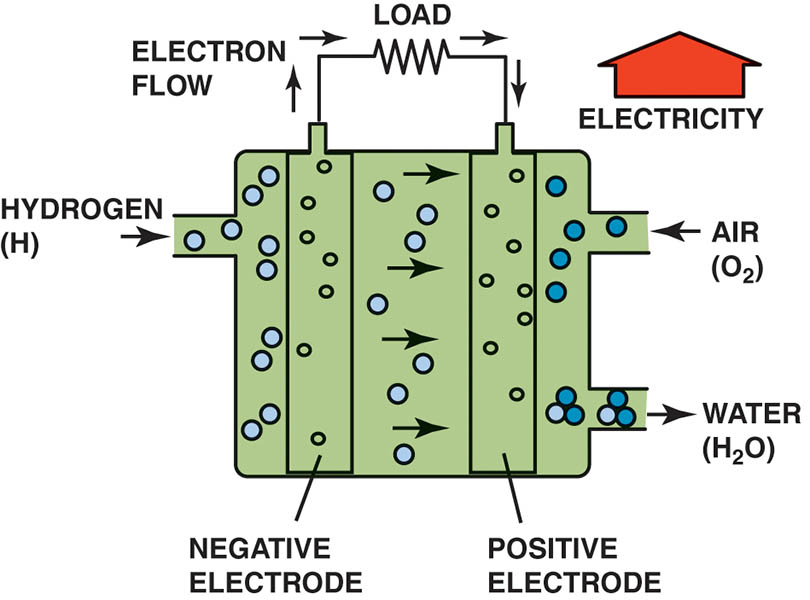 LOAD
ELECTRON
FLOW
ELECTRICITY
HYDROGEN
(H)
AIR
(O₂)
WATER
(H₂O)
NEGATIVE
ELECTRODE
POSITIVE
ELECTRODE